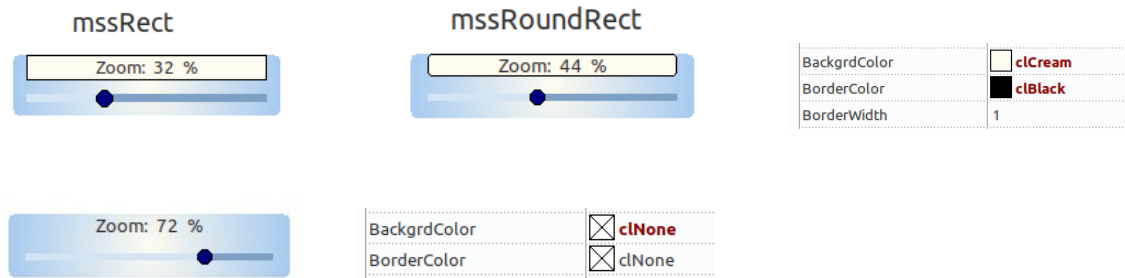 mssRect
mssRoundRect
Zoom: 32 %
Zoom: 44 %
BackgrdColor clCream
BorderColor clBlack
BorderWidth 1
Zoom: 72 %
BackgrdColor clNone
BorderColor clNone